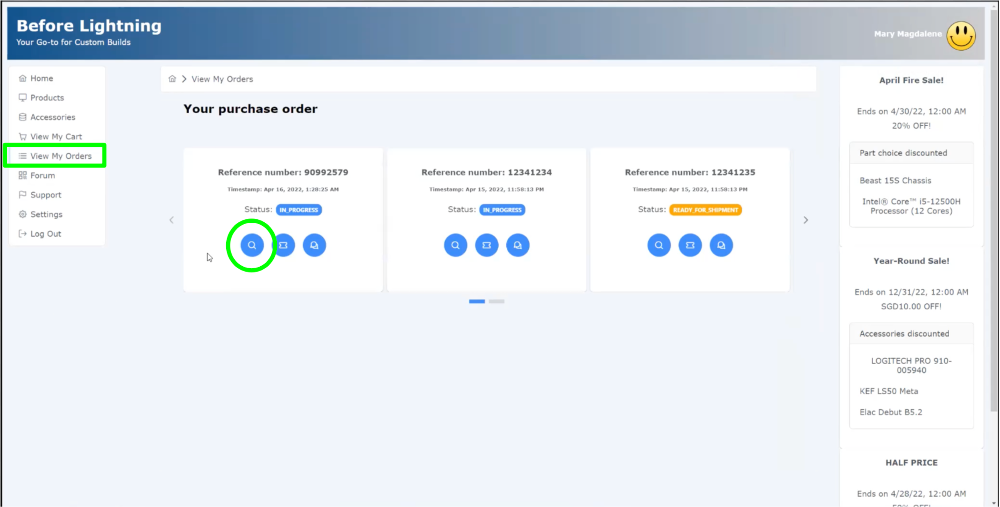 Before Lightning
Your Go-to for Custom Builds
Mary Magdalene
Home
Products
Accessories
View My Cart
View My Orders
Forum
Support
Settings
Log Out
View My Orders
Your purchase order
Reference number: 90992579
Timestamp: Apr 16, 2022, 1:28:25 AM
Status: IN_PROGRESS
Reference number: 12341234
Timestamp: Apr 15, 2022, 11:58:13 PM
Status: IN_PROGRESS
Reference number: 12341235
Timestamp: Apr 15, 2022, 11:58:13 PM
Status: READY_FOR_SHIPMENT
April Fire Sale!
Ends on 4/30/22, 12:00 AM
20% OFF!
Part choice discounted
Beast 15S Chassis
Intel® Core™ i5-12500H
Processor (12 Cores)
Year-Round Sale!
Ends on 12/31/22, 12:00 AM
SGD10.00 OFF!
Accessories discounted
LOGITECH PRO 910-
005940
KEF LS50 Meta
Elac Debut B5.2
HALF PRICE
Ends on 4/28/22, 12:00 AM
50% OFF!